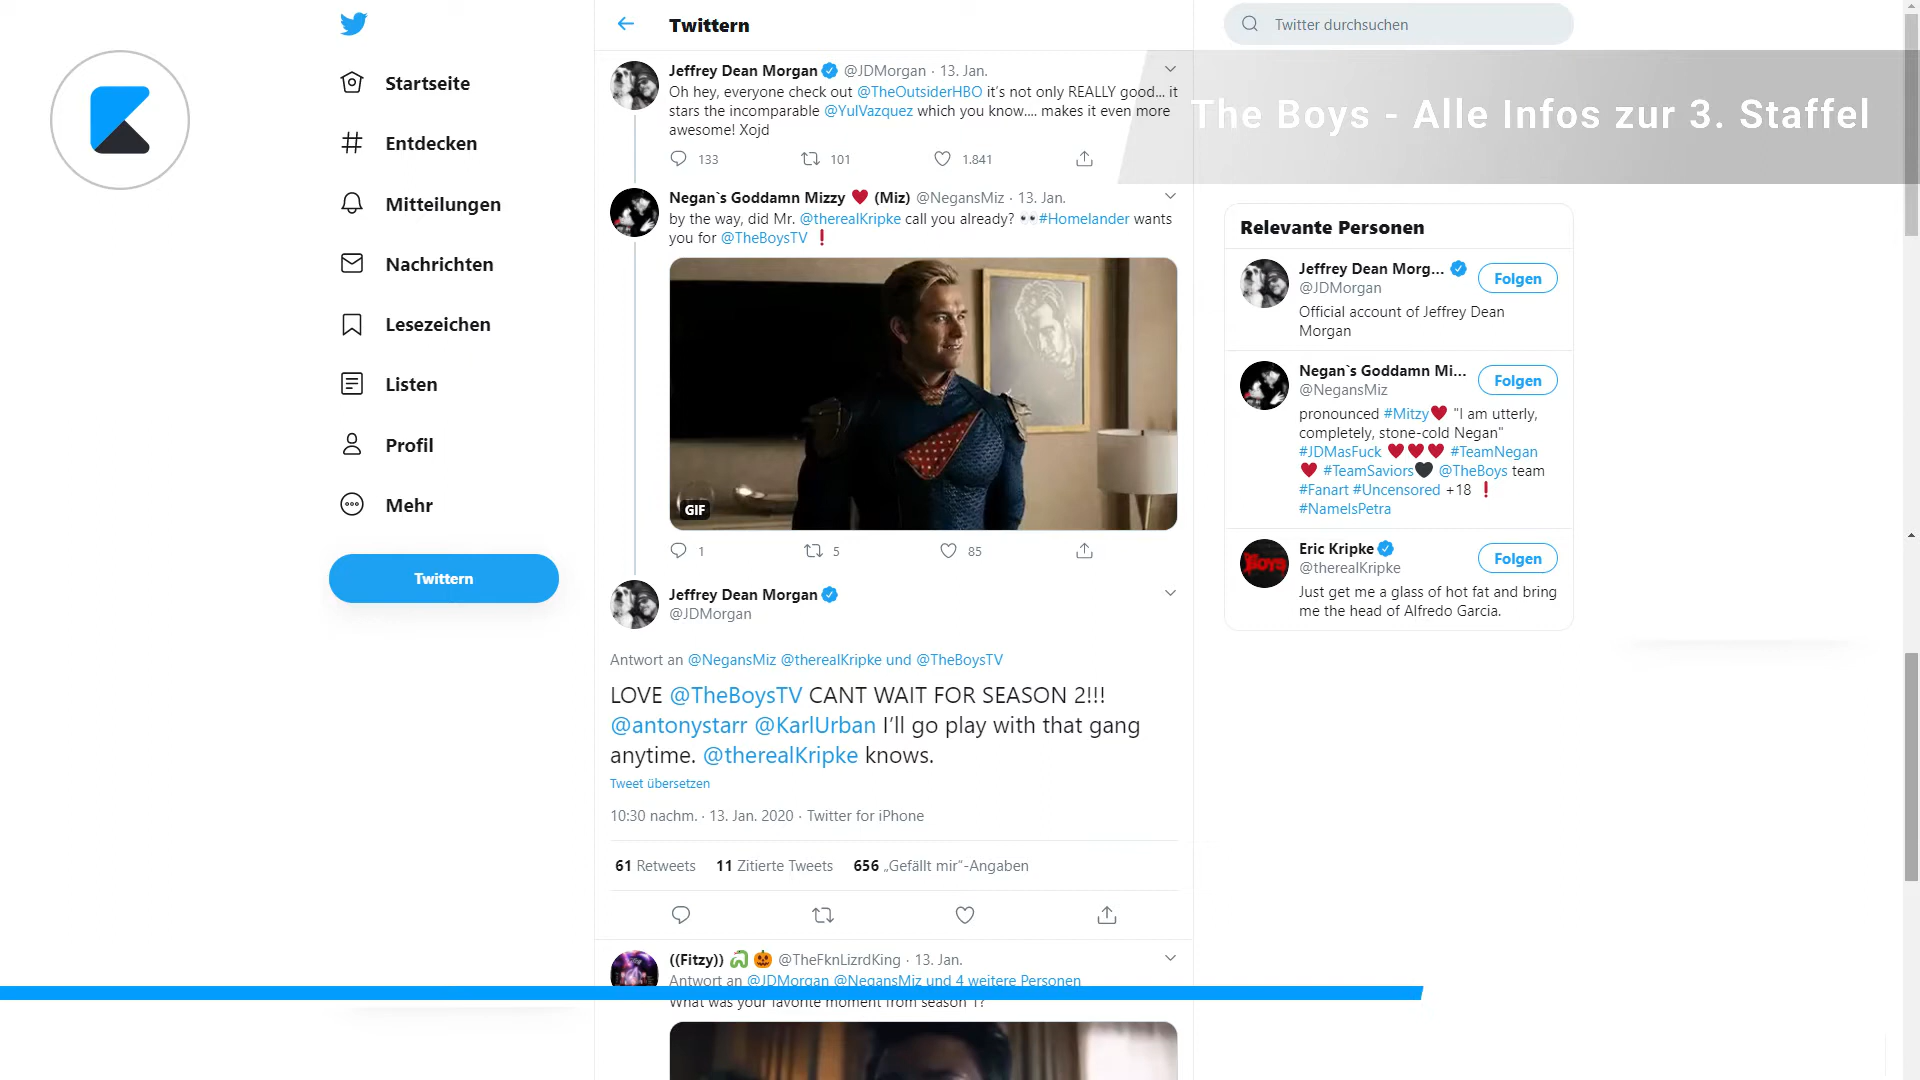 Twittern
Twitter durchsuchen
The Boys - Alle Infos zur 3. Staffel
Startseite
Entdecken
Mitteilungen
Nachrichten
Lesezeichen
Listen
Profil
Mehr
Twittern
Jeffrey Dean Morgan @JDMorgan · 13. Jan.
Oh hey, everyone check out @TheOutsiderHBO it's not only REALLY good... it
stars the incomparable @YulVazquez which you know.... makes it even more
awesome! Xojd
133 101 1.841
Negan`s Goddamn Mizzy ♥ (Miz) @NegansMiz · 13. Jan.
by the way, did Mr. @therealKripke call you already? 👀 #Homelander wants
you for @TheBoysTV ❗
GIF
1 5 85
Jeffrey Dean Morgan
@JDMorgan
Antwort an @NegansMiz @therealKripke und @TheBoysTV
LOVE @TheBoysTV CANT WAIT FOR SEASON 2!!!
@antonystarr @KarlUrban I'll go play with that gang
anytime. @therealKripke knows.
Tweet übersetzen
10:30 nachm. · 13. Jan. 2020 · Twitter for iPhone
61 Retweets 11 Zitierte Tweets 656 „Gefällt mir“-Angaben
((Fitzy)) 🐍 🎃 @TheFknLizrdKing · 13. Jan.
Antwort an @JDMorgan @NegansMiz und 4 weitere Personen
What was your favorite moment from season 1?
Relevante Personen
Jeffrey Dean Morg... Folgen
@JDMorgan
Official account of Jeffrey Dean
Morgan
Negan`s Goddamn Mi... Folgen
@NegansMiz
pronounced #Mitzy♥ "I am utterly,
completely, stone-cold Negan"
#JDMasFuck ♥♥♥ #TeamNegan
♥ #TeamSaviors🖤 @TheBoys team
#Fanart #Uncensored +18 ❗
#NameIsPetra
Eric Kripke Folgen
@therealKripke
BOYS
Just get me a glass of hot fat and bring
me the head of Alfredo Garcia.